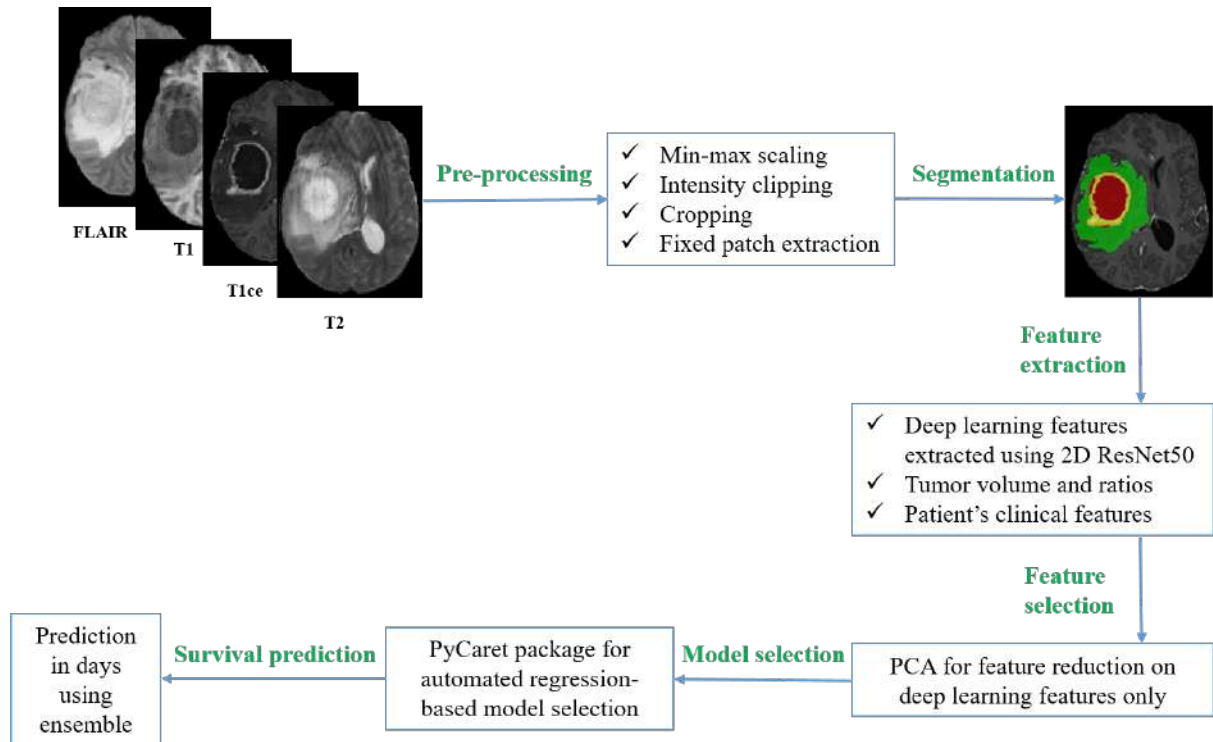 FLAIR
T1
T1ce
T2
Pre-processing
✓ Min-max scaling
✓ Intensity clipping
✓ Cropping
✓ Fixed patch extraction
Segmentation
Feature
extraction
✓ Deep learning features
extracted using 2D ResNet50
✓ Tumor volume and ratios
✓ Patient’s clinical features
Feature
selection
PCA for feature reduction on
deep learning features only
Model selection
PyCaret package for
automated regression-
based model selection
Survival prediction
Prediction
in days
using
ensemble